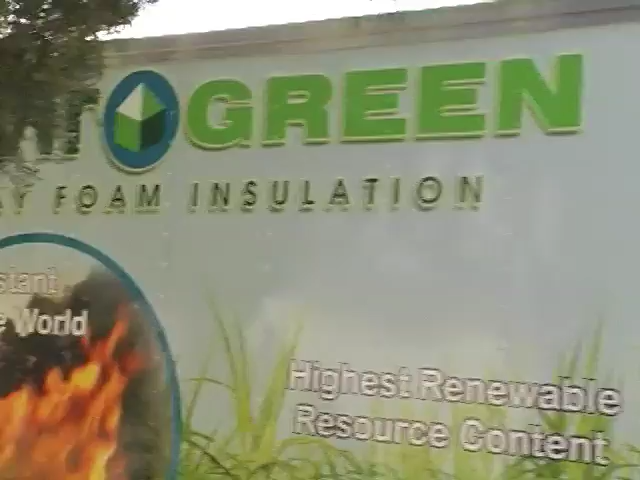 GREEN
FOAM INSULATION
World
Highest Renewable
Resource Content